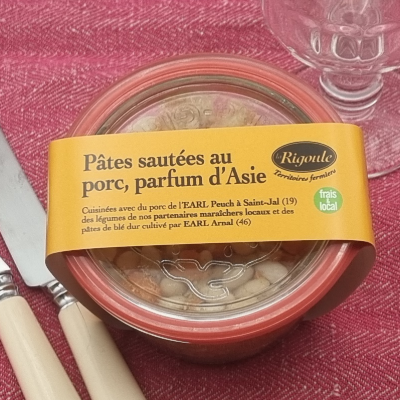 Pâtes sautées au
porc, parfum d'Asie
Cuisinées avec du porc de l'EARL Peuch à Saint-Jal (19)
des légumes de nos partenaires maraîchers locaux et des
pâtes de blé dur cultivé par EARL Arnal (46)
Rigoule
Territoires fermiers
frais
&
local